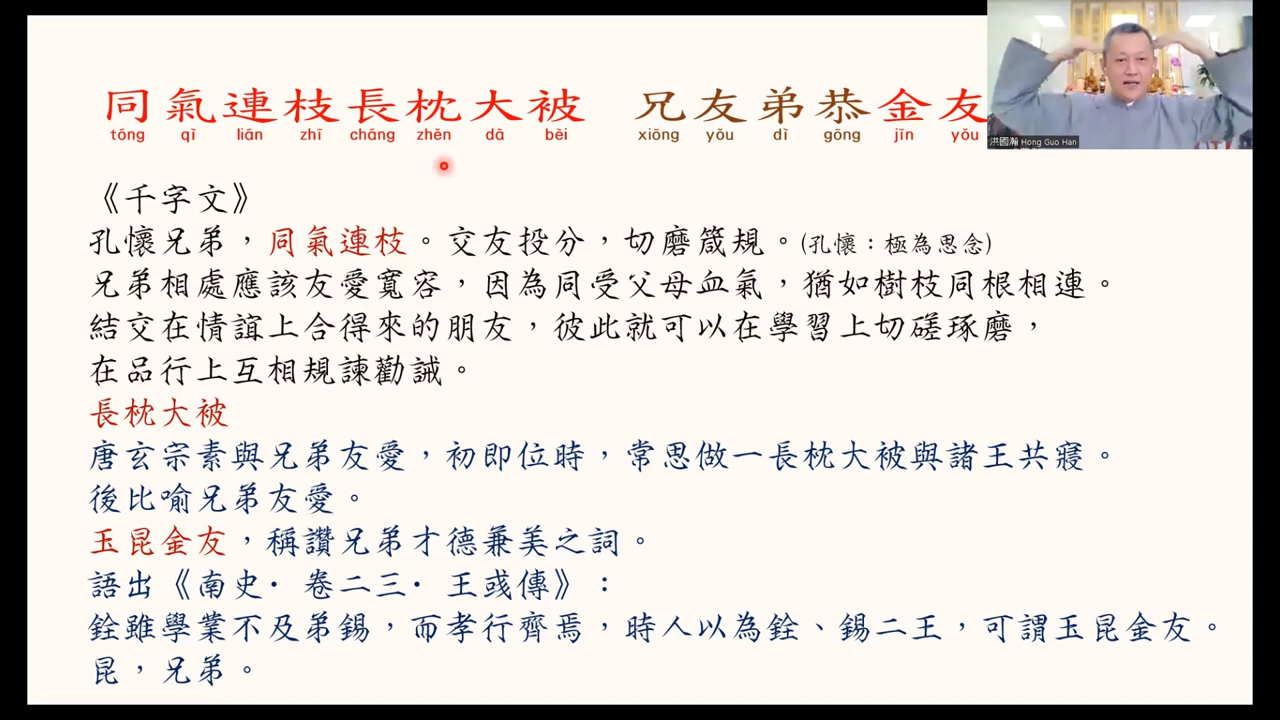 同氣連枝長枕大被 兄友弟恭金友
tóng qì lián zhī cháng zhěn dà bèi xiōng yǒu dì gōng jīn yǒu
洪國瀚 Hong Guo Han
《千字文》
孔懷兄弟，同氣連枝。交友投分，切磨箴規。(孔懷：極為思念)
兄弟相處應該友愛寬容，因為同受父母血氣，猶如樹枝同根相連。
結交在情誼上合得來的朋友，彼此就可以在學習上切磋琢磨，
在品行上互相規諫勸誡。
長枕大被
唐玄宗素與兄弟友愛，初即位時，常思做一長枕大被與諸王共寢。
後比喻兄弟友愛。
玉昆金友，稱讚兄弟才德兼美之詞。
語出《南史·卷二三·王彧傳》：
銓雖學業不及弟錫，而孝行齊焉，時人以為銓、錫二王，可謂玉昆金友。
昆，兄弟。